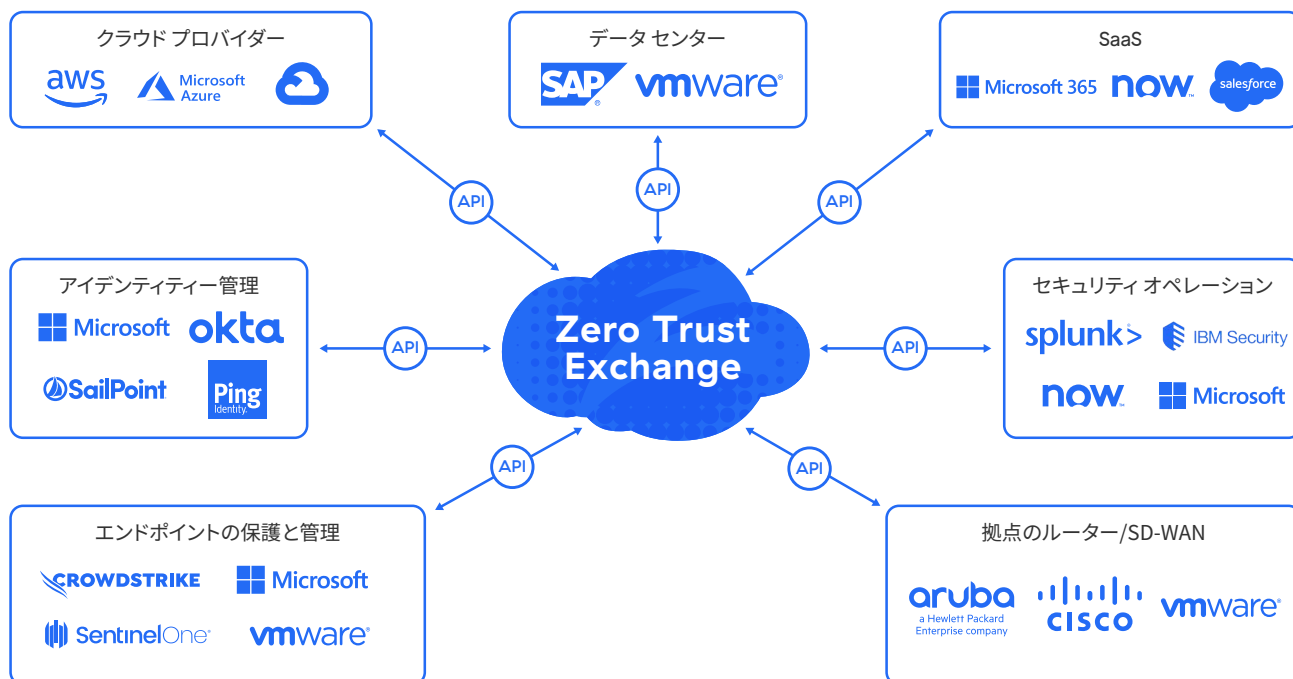 クラウド プロバイダー
aws
Microsoft Azure
データ センター
SAP
vmware
SaaS
Microsoft 365
now
salesforce
API
API
API
アイデンティティー管理
Microsoft
okta
SailPoint
Ping
Identity
API
Zero Trust
Exchange
API
セキュリティ オペレーション
splunk>
IBM Security
now
Microsoft
API
API
エンドポイントの保護と管理
CROWDSTRIKE
Microsoft
SentinelOne
vmware
拠点のルーター/SD-WAN
aruba
a Hewlett Packard
Enterprise company
CISCO
vmware